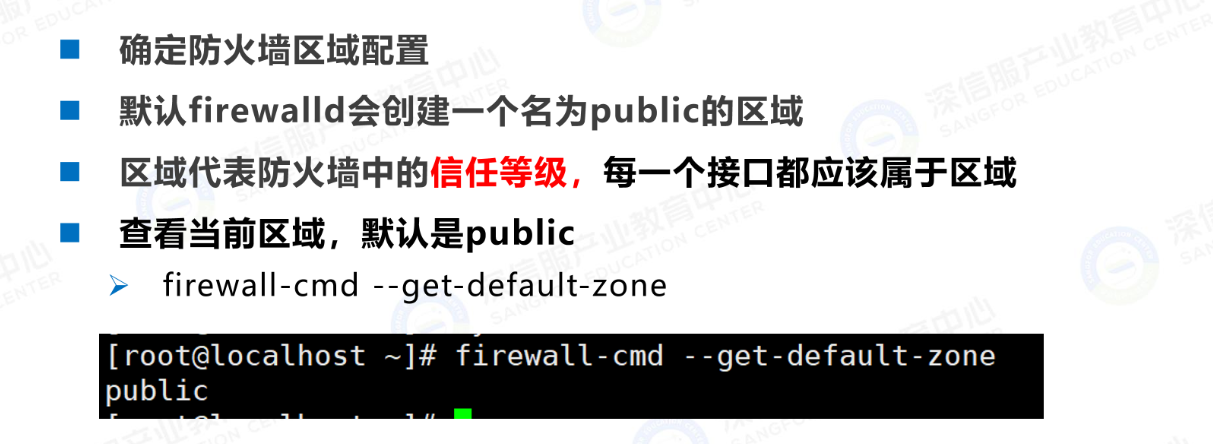 确定防火墙区域配置
默认firewalld会创建一个名为public的区域
区域代表防火墙中的信任等级，每一个接口都应该属于区域
查看当前区域，默认是public
firewall-cmd --get-default-zone
[root@localhost ~]# firewall-cmd --get-default-zone
public
深信服产业教育中心
SANGFOR EDUCATION CENTER